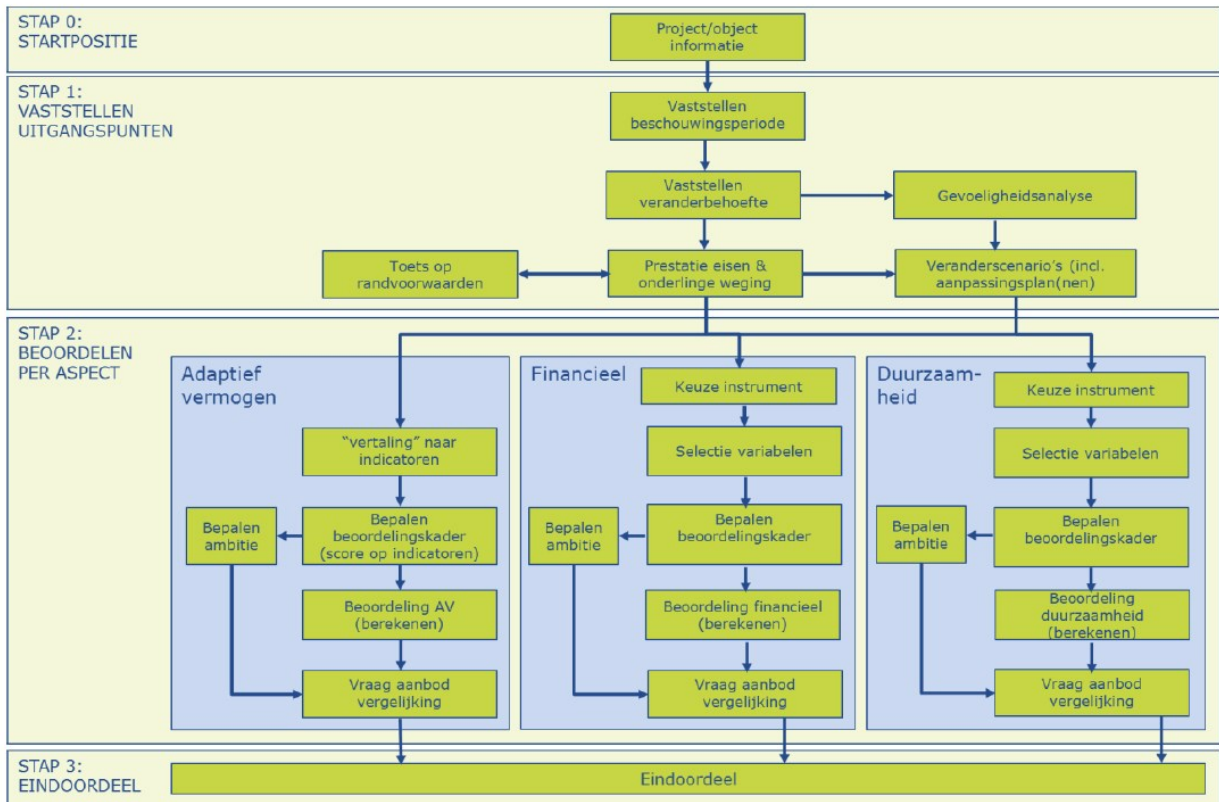 STAP 0:
STARTPOSITIE
Project/object
informatie
STAP 1:
VASTSTELLEN
UITGANGSPUNTEN
Vaststellen
beschouwingsperiode
Vaststellen
veranderbehoefte
Gevoeligheidsanalyse
Toets op
randvoorwaarden
Prestatie eisen &
onderlinge weging
Veranderscenario's (incl.
aanpassingsplan(nen)
STAP 2:
BEOORDELEN
PER ASPECT
Adaptief
vermogen
"vertaling" naar
indicatoren
Bepalen
ambitie
Bepalen
beoordelingskader
(score op indicatoren)
Beoordeling AV
(berekenen)
Vraag aanbod
vergelijking
Financieel
Keuze instrument
Selectie variabelen
Bepalen
ambitie
Bepalen
beoordelingskader
Beoordeling financieel
(berekenen)
Vraag aanbod
vergelijking
Duurzaam-
heid
Keuze instrument
Selectie variabelen
Bepalen
ambitie
Bepalen
beoordelingskader
Beoordeling
duurzaamheid
(berekenen)
Vraag aanbod
vergelijking
STAP 3:
EINDOORDEEL
Eindoordeel